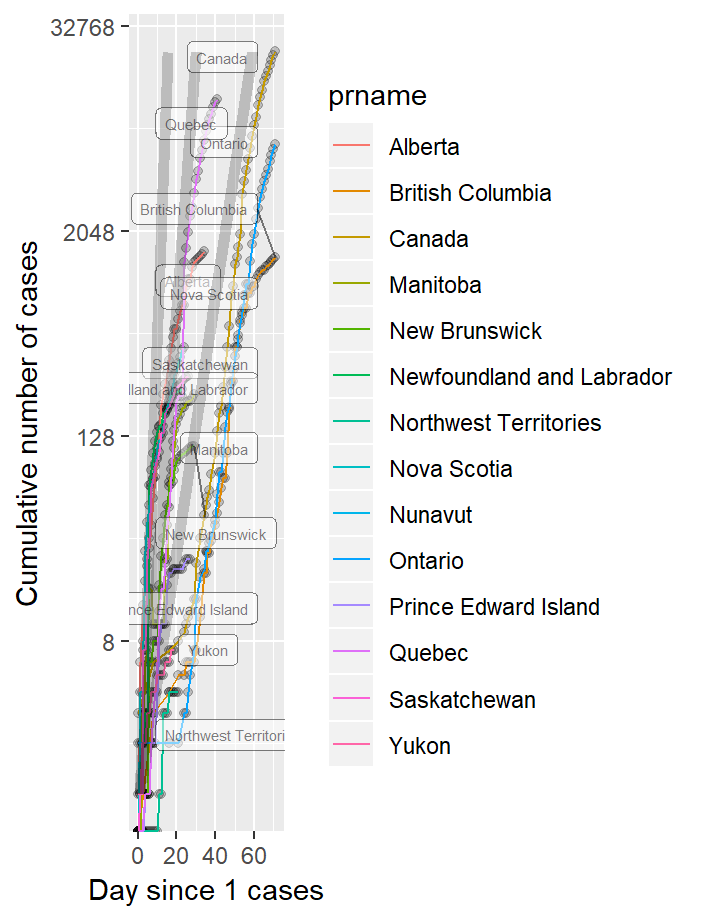 32768
2048
128
8
Cumulative number of cases
Canada
Quebec
Ontario
British Columbia
Alberta
Nova Scotia
Saskatchewan
lland and Labrador
Manitoba
New Brunswick
nce Edward Island
Yukon
Northwest Territori
0 20 40 60
Day since 1 cases
prname
Alberta
British Columbia
Canada
Manitoba
New Brunswick
Newfoundland and Labrador
Northwest Territories
Nova Scotia
Nunavut
Ontario
Prince Edward Island
Quebec
Saskatchewan
Yukon